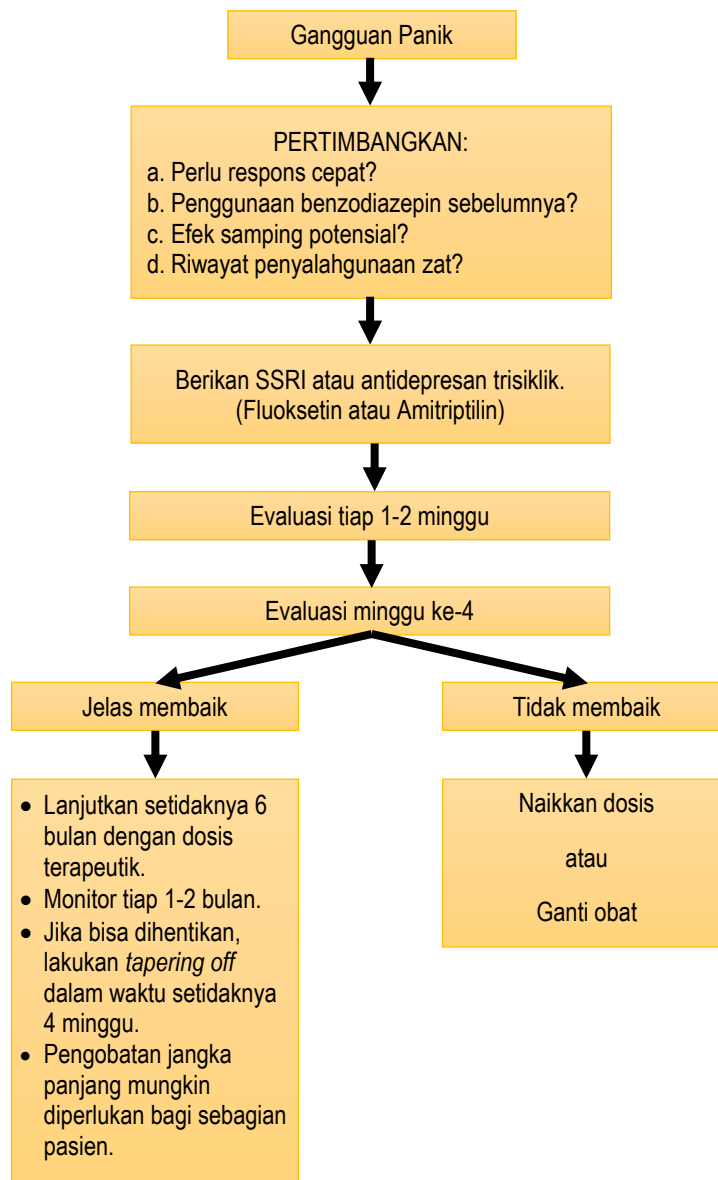 Gangguan Panik
PERTIMBANGKAN:
a. Perlu respons cepat?
b. Penggunaan benzodiazepin sebelumnya?
c. Efek samping potensial?
d. Riwayat penyalahgunaan zat?
Berikan SSRI atau antidepresan trisiklik.
(Fluoksetin atau Amitriptilin)
Evaluasi tiap 1-2 minggu
Evaluasi minggu ke-4
Jelas membaik
• Lanjutkan setidaknya 6
bulan dengan dosis
terapeutik.
• Monitor tiap 1-2 bulan.
• Jika bisa dihentikan,
lakukan tapering off
dalam waktu setidaknya
4 minggu.
• Pengobatan jangka
panjang mungkin
diperlukan bagi sebagian
pasien.
Tidak membaik
Naikkan dosis
atau
Ganti obat